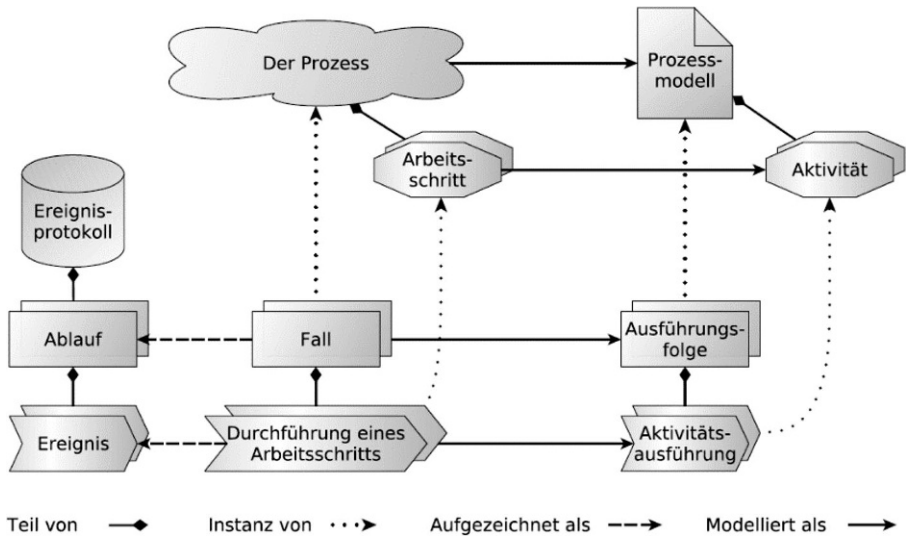 Der Prozess
Prozess-
modell
Arbeits-
schritt
Aktivität
Ereignis-
protokoll
Ablauf
Fall
Ausführungs-
folge
Ereignis
Durchführung eines
Arbeitsschritts
Aktivitäts-
ausführung
Teil von
Instanz von
Aufgezeichnet als
Modelliert als